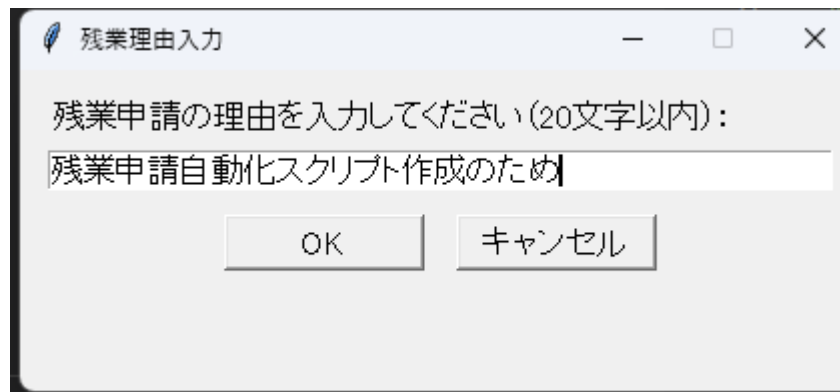 残業理由入力
残業申請の理由を入力してください(20文字以内):
残業申請自動化スクリプト作成のため
OK キャンセル